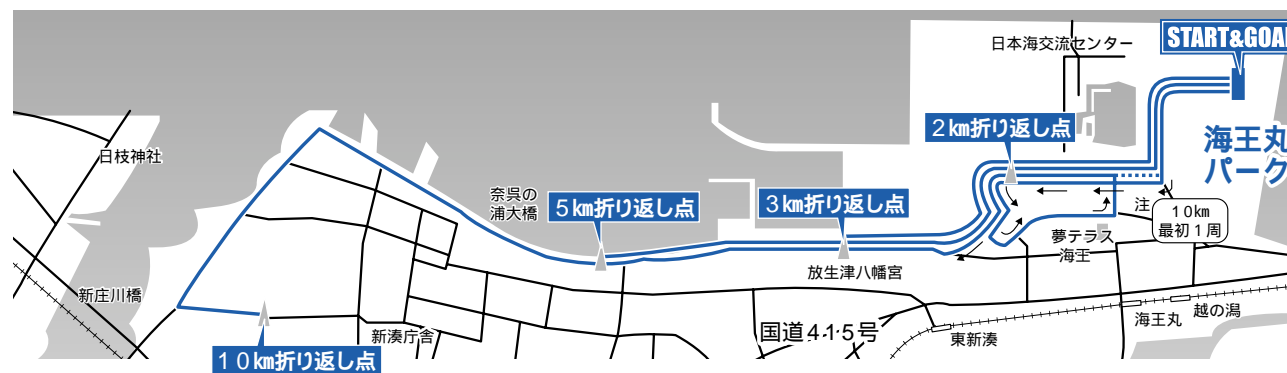 日本海交流センター
START&GOAL
2km折り返し点
海王丸
パーク
日枝神社
奈呉の
浦大橋
5km折り返し点
3km折り返し点
注
10km
最初1周
夢テラス
海王
放生津八幡宮
新庄川橋
新湊庁舎
国道415号
東新湊
海王丸
越の潟
10km折り返し点